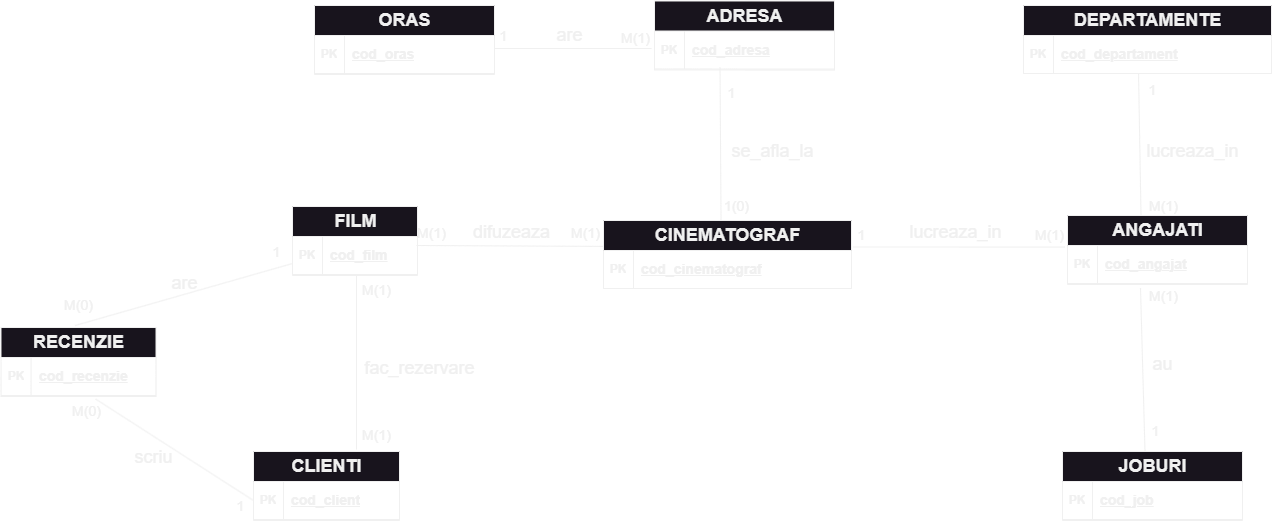 ORAS
PK cod_oras
1 are M(1)
ADRESA
PK cod_adresa
DEPARTAMENTE
PK cod_departament
1
se_afla_la
1(0)
1
lucreaza_in
M(1)
FILM
PK cod_film
M(1) difuzeaza M(1)
CINEMATOGRAF
PK cod_cinematograf
1 lucreaza_in M(1)
ANGAJATI
PK cod_angajat
1
are
M(0)
M(1)
fac_rezervare
M(1)
M(1)
au
1
RECENZIE
PK cod_recenzie
M(0)
scriu
1
CLIENTI
PK cod_client
JOBURI
PK cod_job